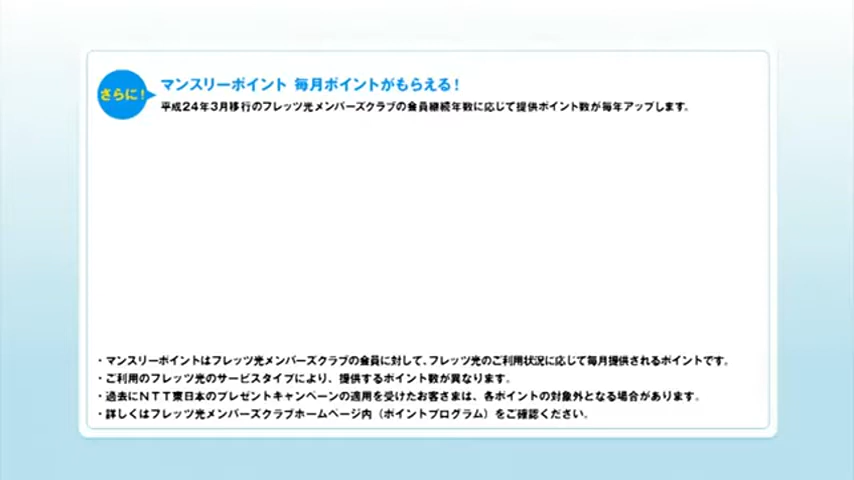 さらに!
マンスリーポイント 毎月ポイントがもらえる!
平成24年3月移行のフレッツ光メンバーズクラブの会員継続年数に応じて提供ポイント数が毎年アップします。
・マンスリーポイントはフレッツ光メンバーズクラブの会員に対して、フレッツ光のご利用状況に応じて毎月提供されるポイントです。
・ご利用のフレッツ光のサービスタイプにより、提供するポイント数が異なります。
・過去にNTT東日本のプレゼントキャンペーンの適用を受けたお客さまは、各ポイントの対象外となる場合があります。
・詳しくはフレッツ光メンバーズクラブホームページ内(ポイントプログラム)をご確認ください。